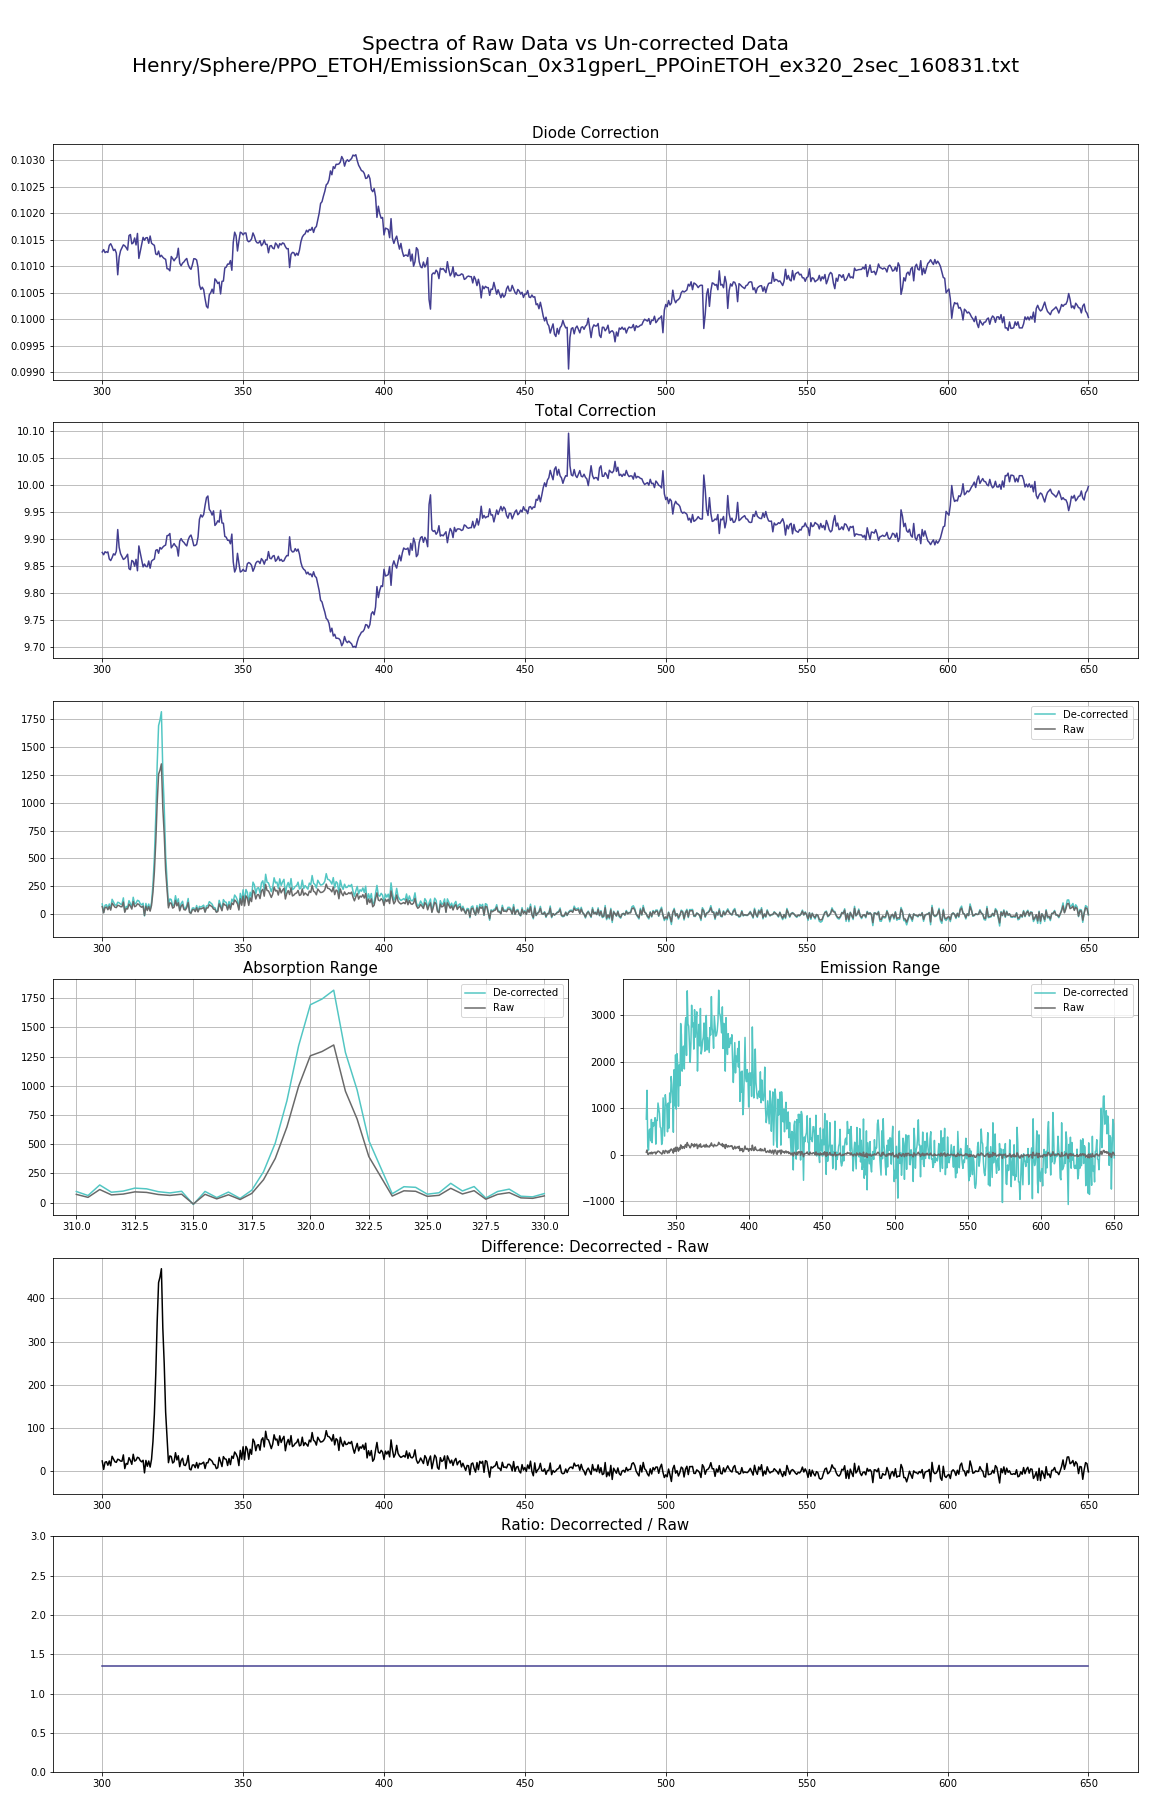 Spectra of Raw Data vs Un-corrected Data
Henry/Sphere/PPO_ETOH/EmissionScan_0x31gperL_PPOinETOH_ex320_2sec_160831.txt
Diode Correction
0.1030
0.1025
0.1020
0.1015
0.1010
0.1005
0.1000
0.0995
0.0990
300 350 400 450 500 550 600 650
Total Correction
10.10
10.05
10.00
9.95
9.90
9.85
9.80
9.75
9.70
300 350 400 450 500 550 600 650
De-corrected
Raw
1750
1500
1250
1000
750
500
250
0
300 350 400 450 500 550 600 650
Absorption Range
De-corrected
Raw
1750
1500
1250
1000
750
500
250
0
310.0 312.5 315.0 317.5 320.0 322.5 325.0 327.5 330.0
Emission Range
De-corrected
Raw
3000
2000
1000
0
−1000
350 400 450 500 550 600 650
Difference: Decorrected - Raw
400
300
200
100
0
300 350 400 450 500 550 600 650
Ratio: Decorrected / Raw
3.0
2.5
2.0
1.5
1.0
0.5
0.0
300 350 400 450 500 550 600 650